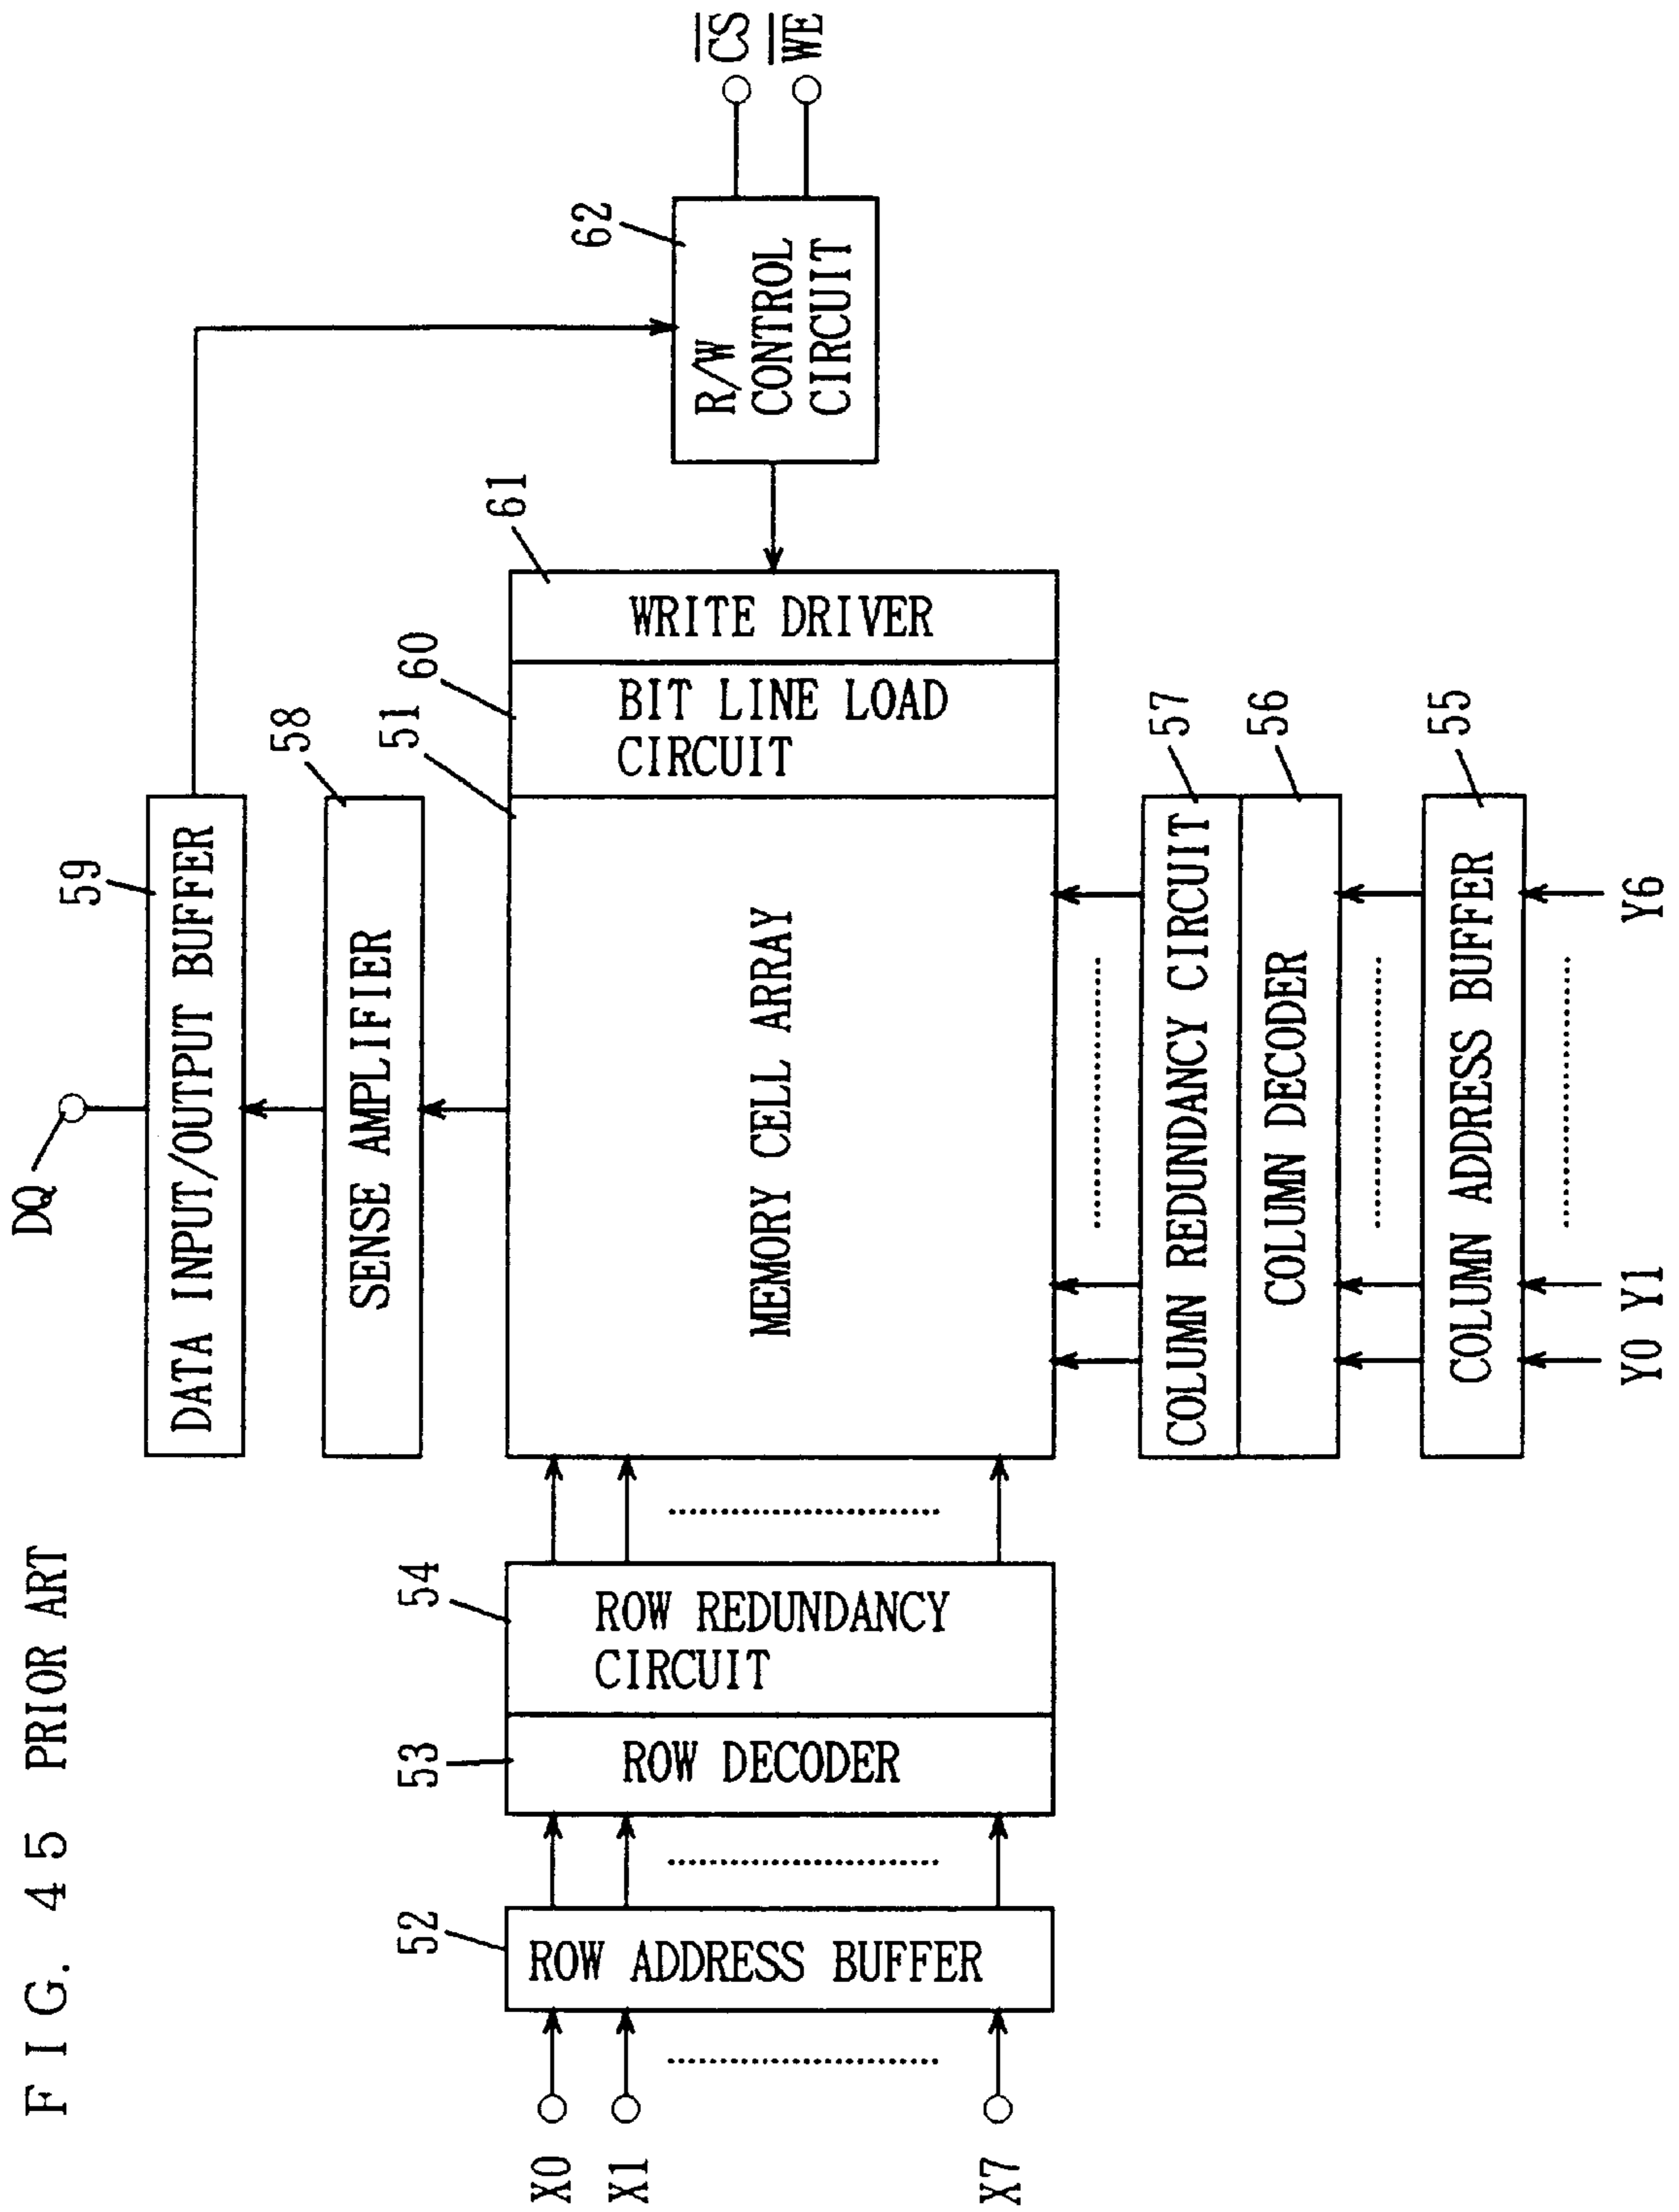 FIG. 45 PRIOR ART
DQ
59
DATA INPUT/OUTPUT BUFFER
58
SENSE AMPLIFIER
51
60
61
62
MEMORY CELL ARRAY
BIT LINE LOAD
CIRCUIT
WRITE DRIVER
R/W
CONTROL
CIRCUIT
C̅S̅
W̅E̅
X0
X1
X7
52
ROW ADDRESS BUFFER
53
ROW DECODER
54
ROW REDUNDANCY
CIRCUIT
57
COLUMN REDUNDANCY CIRCUIT
56
COLUMN DECODER
55
COLUMN ADDRESS BUFFER
Y0 Y1 Y6